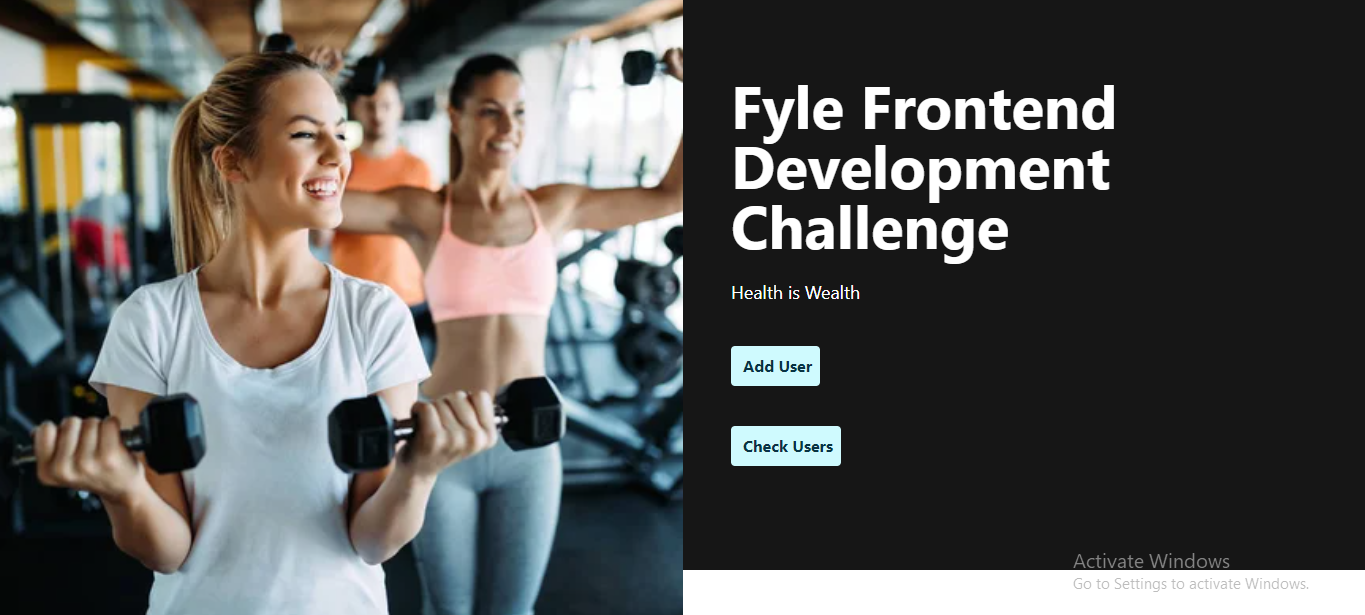 Fyle Frontend
Development
Challenge
Health is Wealth
Add User
Check Users
Activate Windows
Go to Settings to activate Windows.